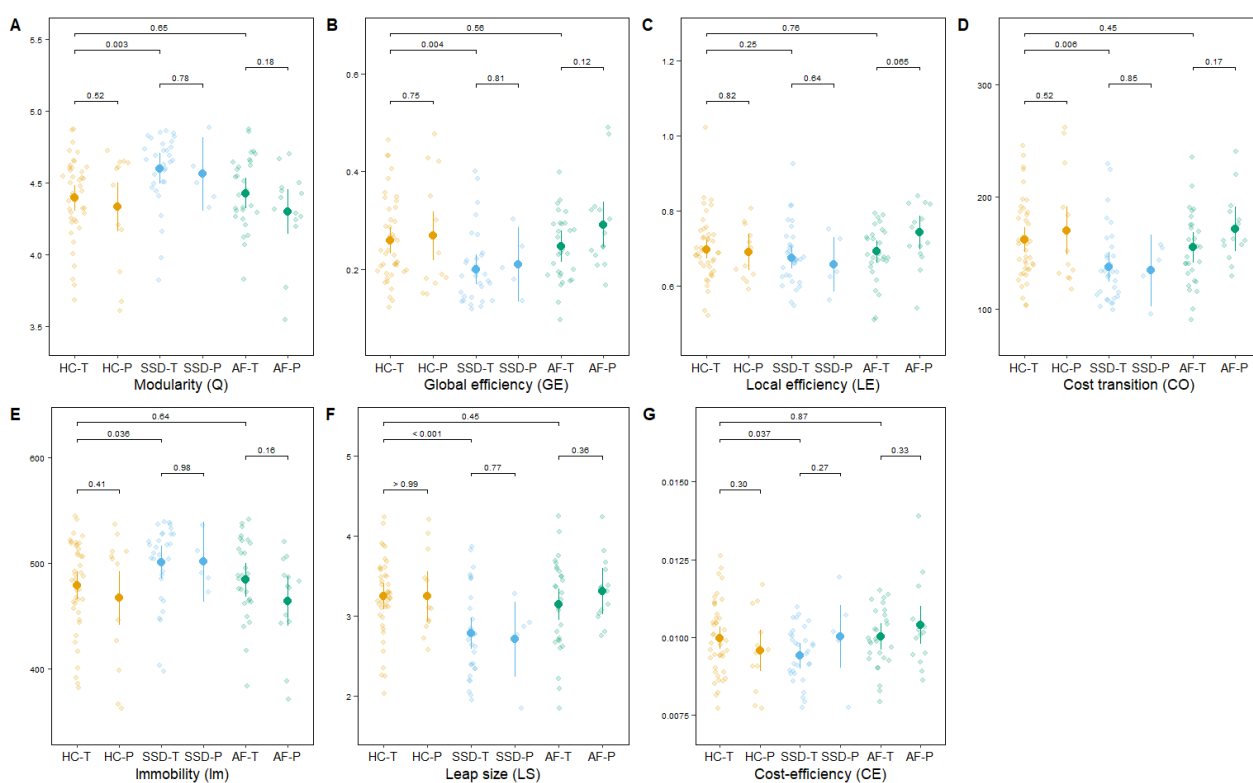 A
0.65
0.003
0.18
0.78
0.52
5.5
5.0
4.5
4.0
3.5
HC-T HC-P SSD-T SSD-P AF-T AF-P
Modularity (Q)
B
0.56
0.004
0.12
0.81
0.75
0.6
0.4
0.2
HC-T HC-P SSD-T SSD-P AF-T AF-P
Global efficiency (GE)
C
0.76
0.25
0.065
0.64
0.82
1.2
1.0
0.8
0.6
HC-T HC-P SSD-T SSD-P AF-T AF-P
Local efficiency (LE)
D
0.45
0.006
0.17
0.85
0.52
300
200
100
HC-T HC-P SSD-T SSD-P AF-T AF-P
Cost transition (CO)
E
0.64
0.036
0.16
0.98
0.41
600
500
400
HC-T HC-P SSD-T SSD-P AF-T AF-P
Immobility (Im)
F
0.45
< 0.001
0.36
0.77
> 0.99
5
4
3
2
HC-T HC-P SSD-T SSD-P AF-T AF-P
Leap size (LS)
G
0.87
0.037
0.33
0.27
0.30
0.0150
0.0125
0.0100
0.0075
HC-T HC-P SSD-T SSD-P AF-T AF-P
Cost-efficiency (CE)